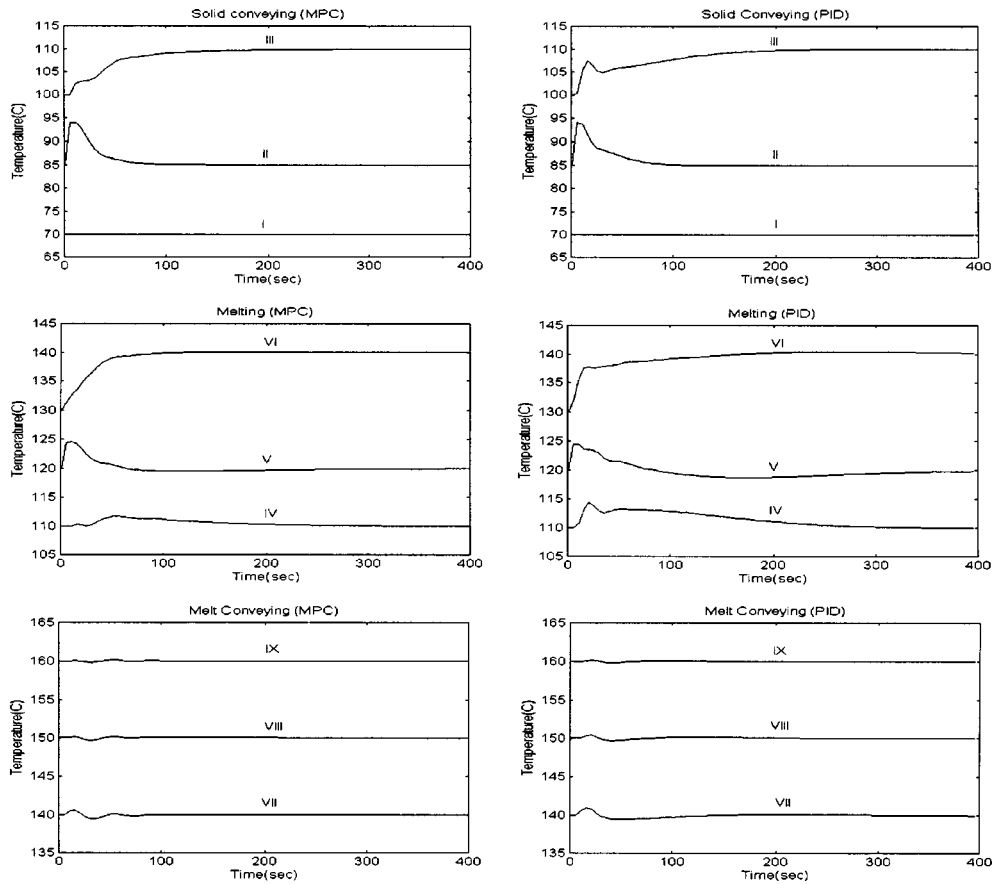 Solid conveying (MPC)
115
110
105
100
95
90
85
80
75
70
65
Temperature(C)
III
II
I
0
100
200
300
400
Time(sec)
Solid Conveying (PID)
115
110
105
100
95
90
85
80
75
70
65
Temperature(C)
III
II
I
0
100
200
300
400
Time(sec)
Melting (MPC)
145
140
135
130
125
120
115
110
105
Temperature(C)
VI
V
IV
0
100
200
300
400
Time(sec)
Melting (PID)
145
140
135
130
125
120
115
110
105
Temperature(C)
VI
V
IV
0
100
200
300
400
Time(sec)
Melt Conveying (MPC)
165
160
155
150
145
140
135
Temperature(C)
IX
VIII
VII
0
100
200
300
400
Time(sec)
Melt Conveying (PID)
165
160
155
150
145
140
135
Temperature(C)
IX
VIII
VII
0
100
200
300
400
Time(sec)